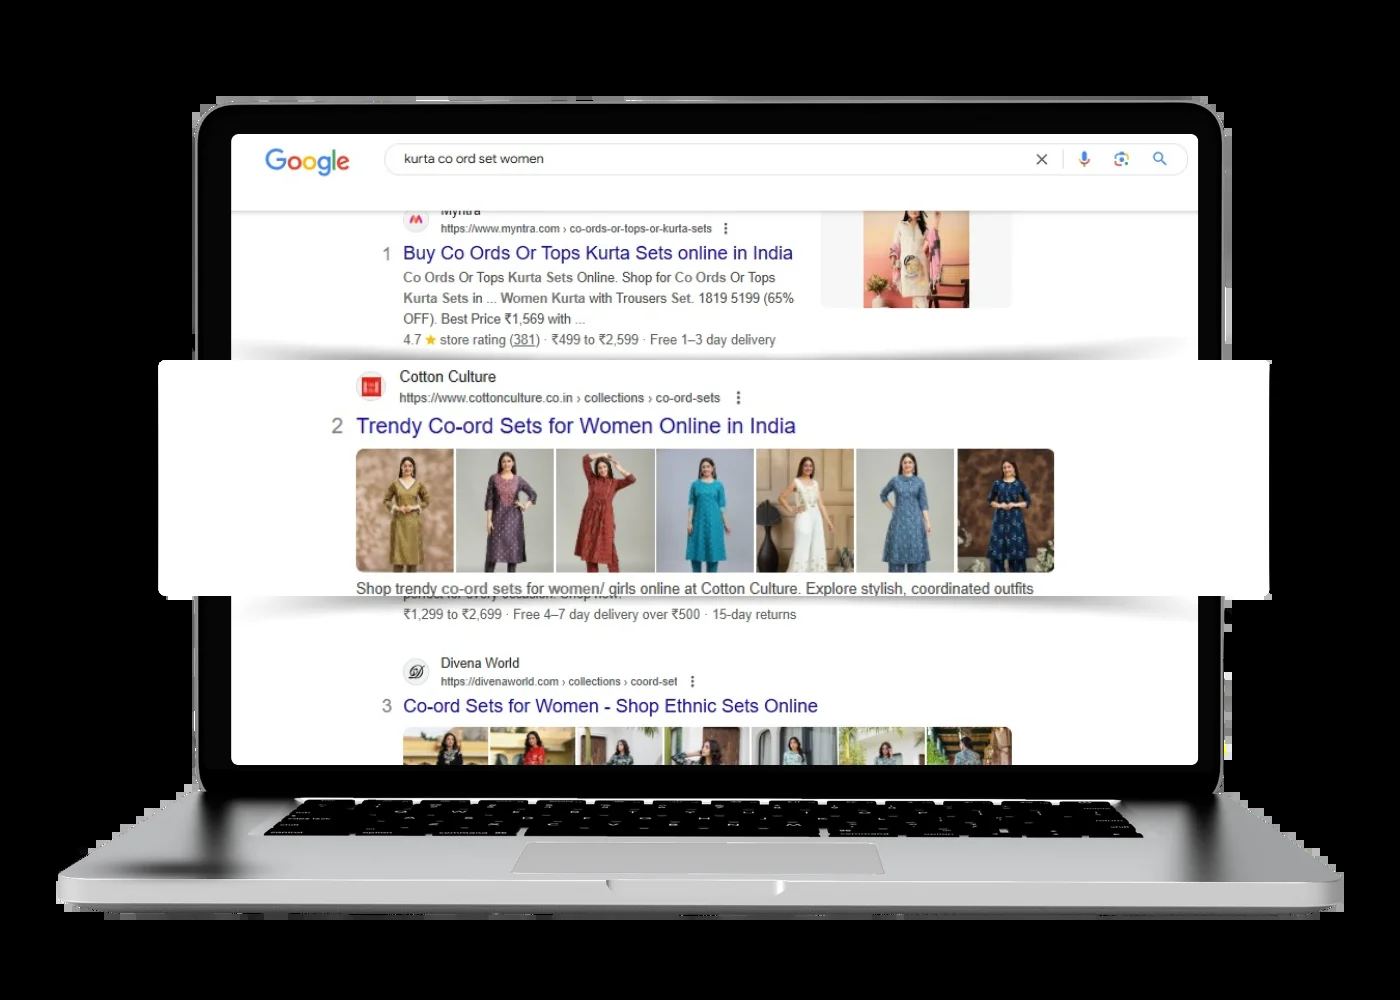 Google
kurta co ord set women
Myntra
https://www.myntra.com › co-ords-or-tops-or-kurta-sets
1
Buy Co Ords Or Tops Kurta Sets online in India
Co Ords Or Tops Kurta Sets Online. Shop for Co Ords Or Tops
Kurta Sets in ... Women Kurta with Trousers Set. 1819 5199 (65%
OFF). Best Price ₹1,569 with ...
4.7 ★ store rating (381) · ₹499 to ₹2,599 · Free 1–3 day delivery
Cotton Culture
https://www.cottonculture.co.in › collections › co-ord-sets
2
Trendy Co-ord Sets for Women Online in India
Shop trendy co-ord sets for women/ girls online at Cotton Culture. Explore stylish, coordinated outfits
perfect for every occasion. Shop now!
₹1,299 to ₹2,699 · Free 4–7 day delivery over ₹500 · 15-day returns
Divena World
https://divenaworld.com › collections › coord-set
3
Co-ord Sets for Women - Shop Ethnic Sets Online